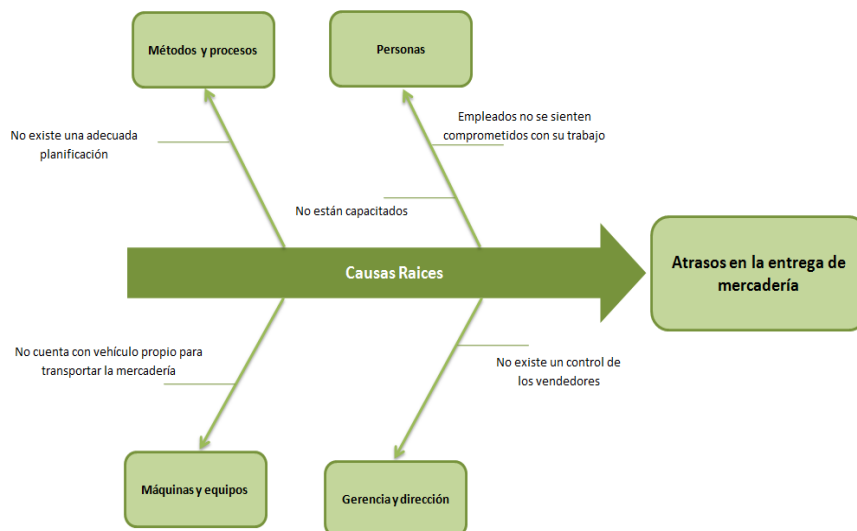 Métodos y procesos
Personas
Empleados no se sienten
comprometidos con su trabajo
No existe una adecuada
planificación
No están capacitados
Causas Raices
Atrasos en la entrega de
mercadería
No cuenta con vehículo propio para
transportar la mercadería
No existe un control de
los vendedores
Máquinas y equipos
Gerencia y dirección